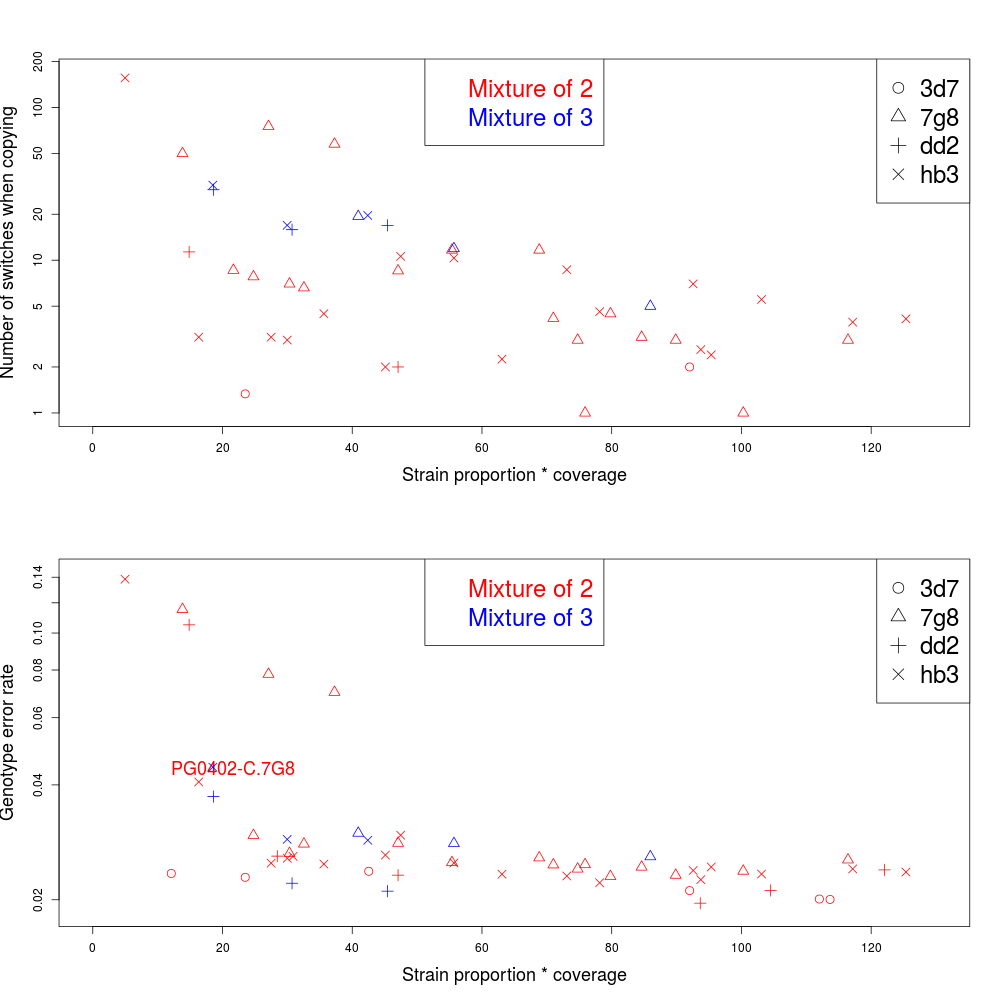 Mixture of 2
Mixture of 3
3d7
7g8
dd2
hb3
Number of switches when copying
200
100
50
20
10
5
2
1
0 20 40 60 80 100 120
Strain proportion * coverage
Mixture of 2
Mixture of 3
3d7
7g8
dd2
hb3
Genotype error rate
0.14
0.10
0.08
0.06
0.04
0.02
PG0402-C.7G8
0 20 40 60 80 100 120
Strain proportion * coverage